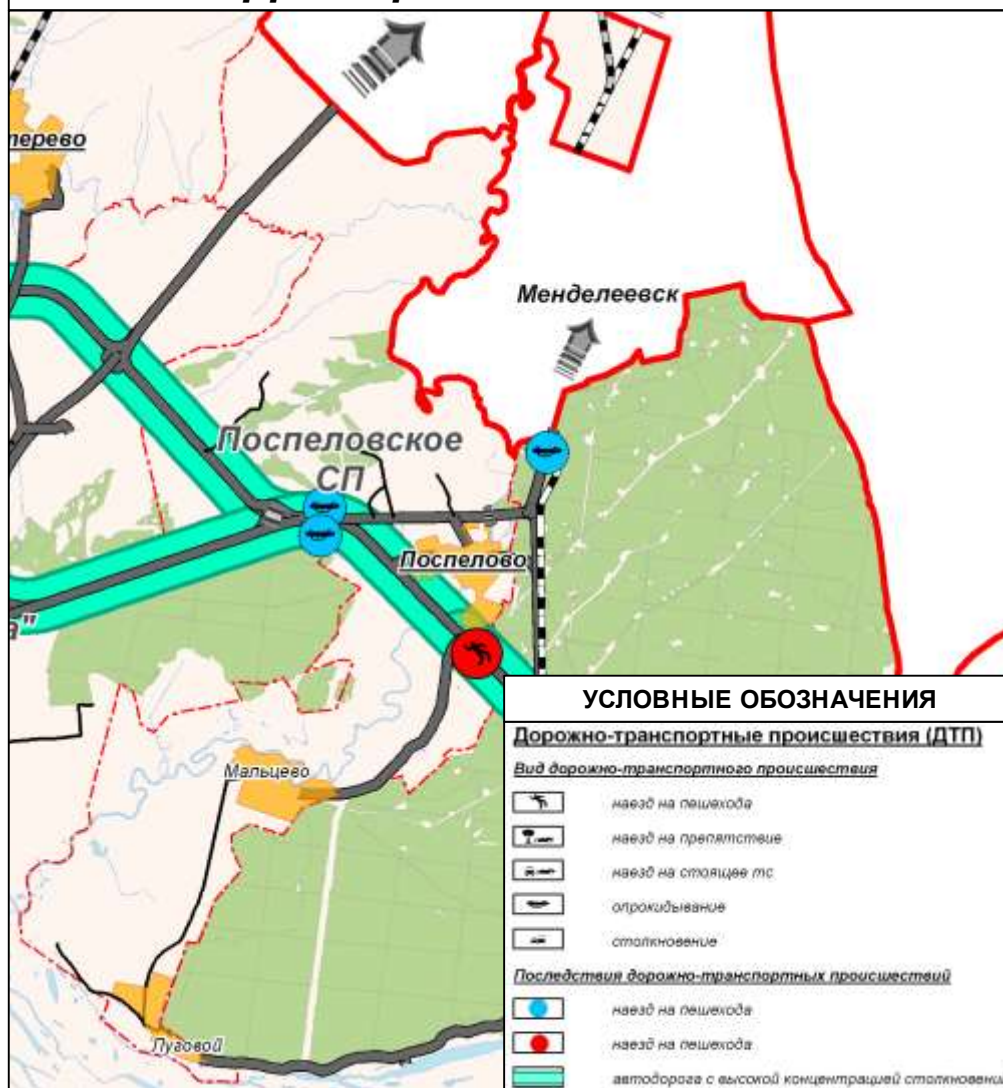 перево
Менделеевск
Поспеловское
СП
Поспелово
а"
УСЛОВНЫЕ ОБОЗНАЧЕНИЯ
Дорожно-транспортные происшествия (ДТП)
Мальцево
Вид дорожно-транспортного происшествия
наезд на пешехода
наезд на препятствие
наезд на стоящее тс
опрокидывание
столкновение
Последствия дорожно-транспортных происшествий
наезд на пешехода
Луговой
наезд на пешехода
автодорога с высокой концентрацией столкновени